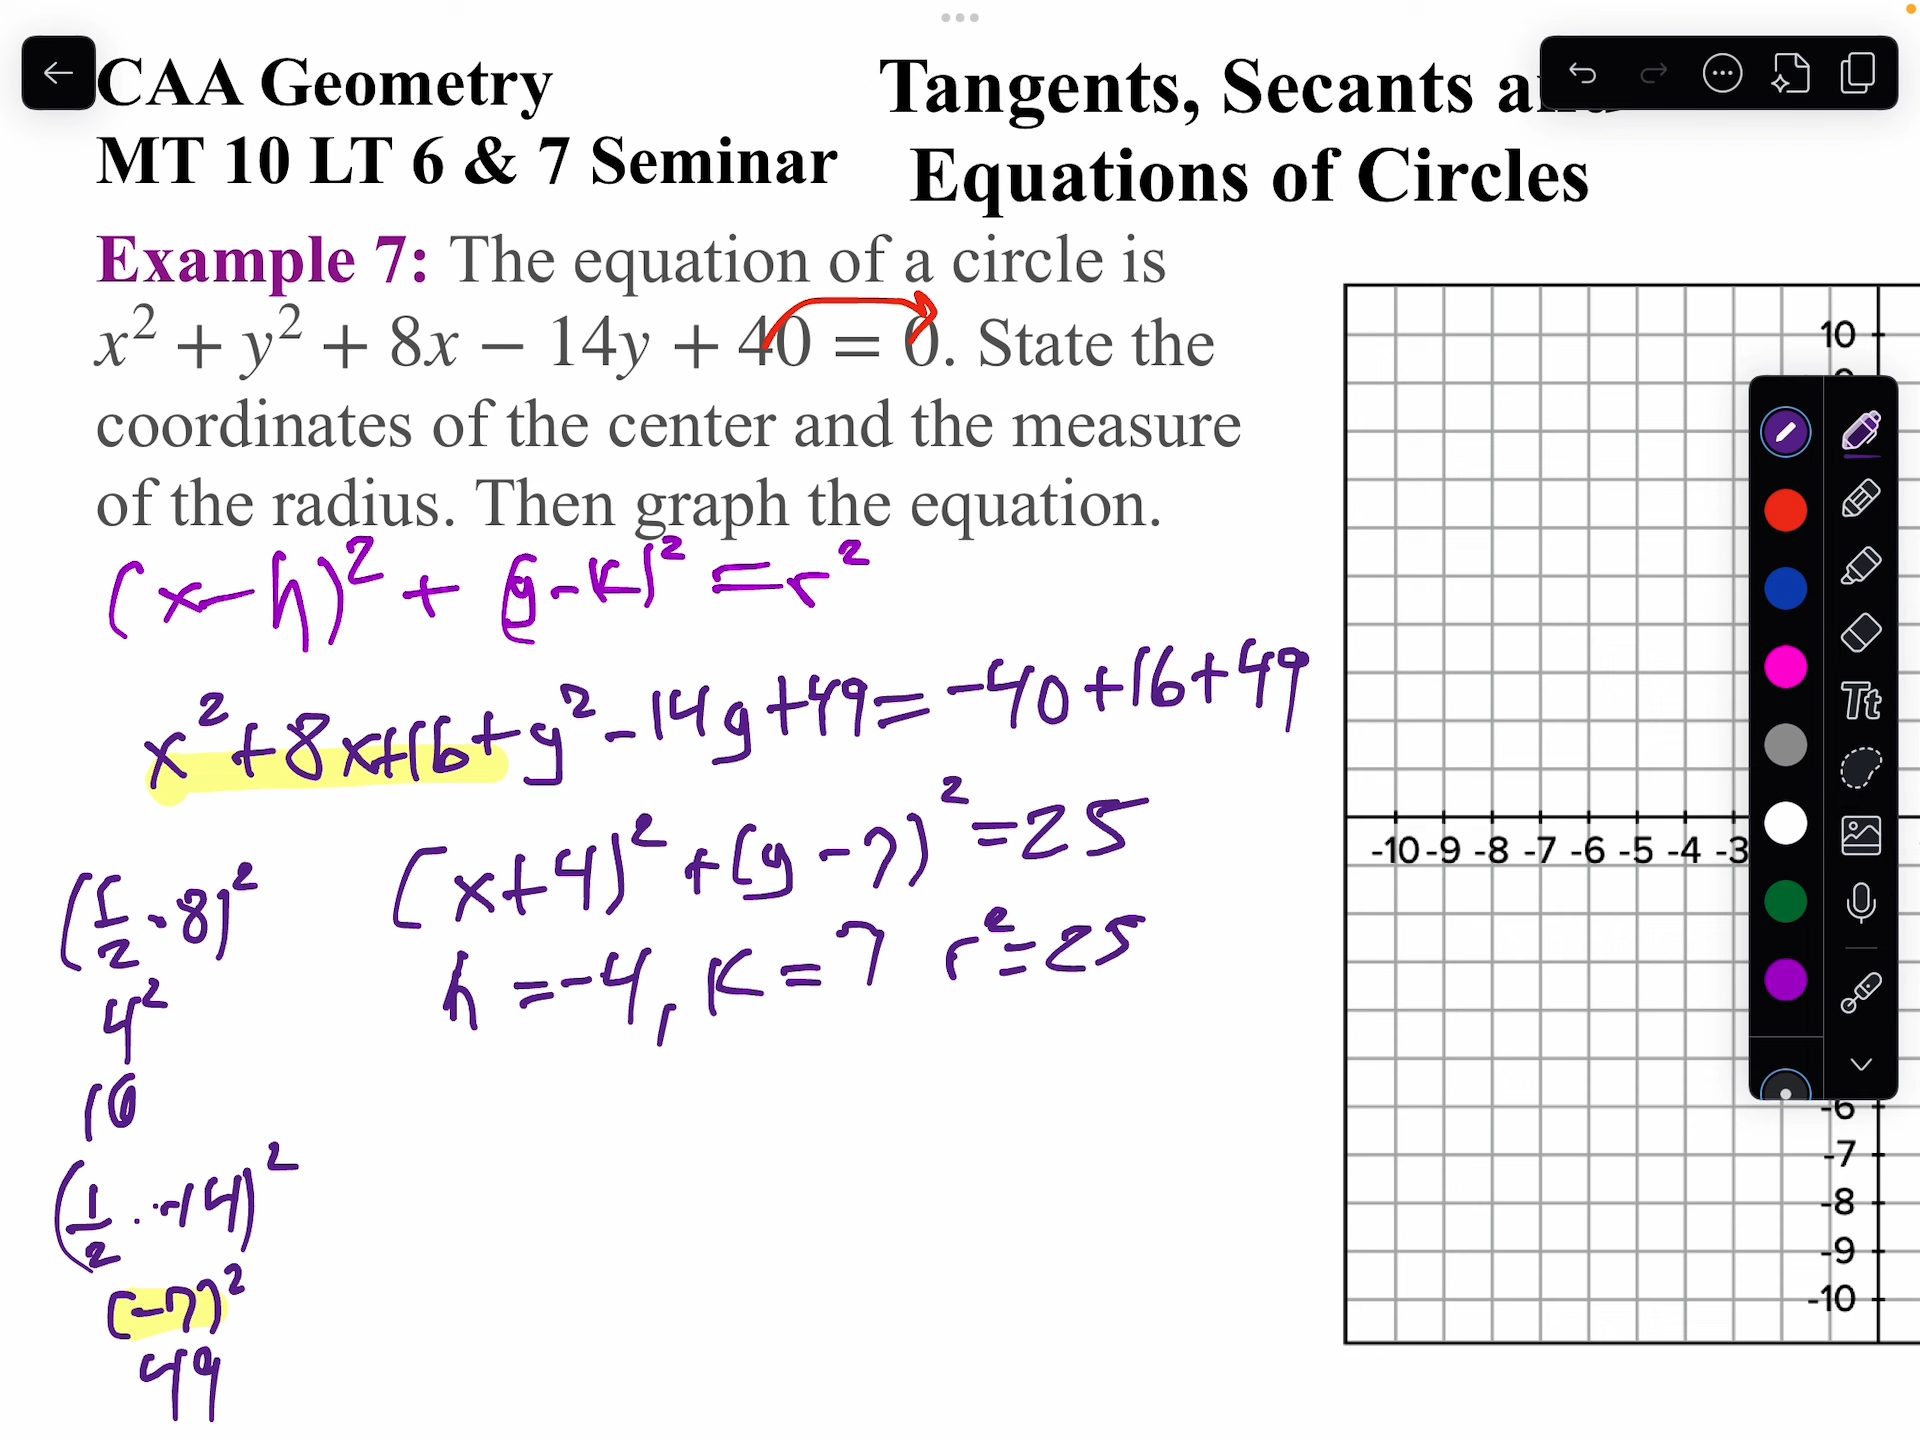 CAA Geometry
MT 10 LT 6 & 7 Seminar
Tangents, Secants a
Equations of Circles
Example 7: The equation of a circle is
x² + y² + 8x − 14y + 40 = 0. State the
coordinates of the center and the measure
of the radius. Then graph the equation.
(x-h)² + (y-k)² = r²
x²+8x+16+y²-14y+49=-40+16+49
(x+4)²+(y-7)²=25
h=-4, k=7 r²=25
(1/2·8)²
4²
16
(1/2·-14)²
(-7)²
49
10
-10 -9 -8 -7 -6 -5 -4 -3
-6
-7
-8
-9
-10
Tt